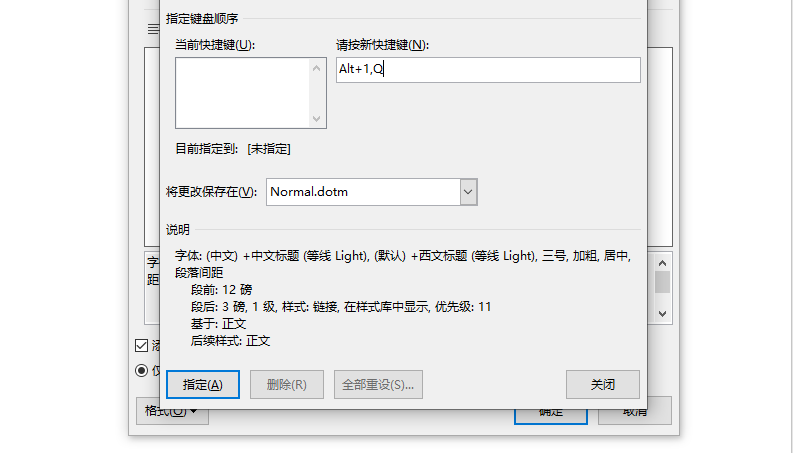 指定键盘顺序
当前快捷键(U):
请按新快捷键(N):
Alt+1,Q
目前指定到: [未指定]
将更改保存在(V): Normal.dotm
说明
字体: (中文) +中文标题 (等线 Light), (默认) +西文标题 (等线 Light), 三号, 加粗, 居中,
段落间距
段前: 12 磅
段后: 3 磅, 1 级, 样式: 链接, 在样式库中显示, 优先级: 11
基于: 正文
后续样式: 正文
指定(A) 删除(R) 全部重设(S)... 关闭
字
距
格式(O) 确定 取消